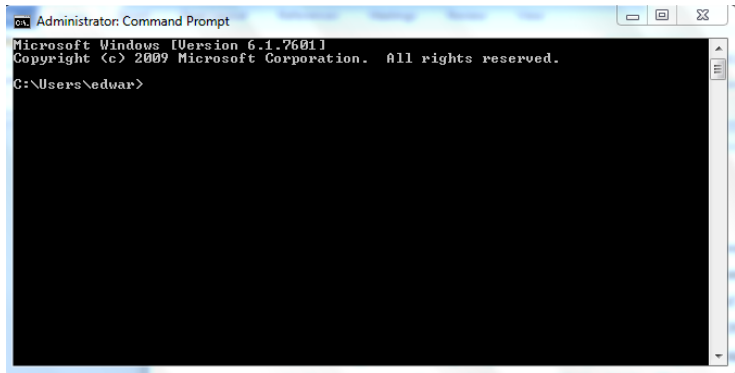 Administrator: Command Prompt
Microsoft Windows [Version 6.1.7601]
Copyright (c) 2009 Microsoft Corporation.  All rights reserved.
C:\Users\edwar>